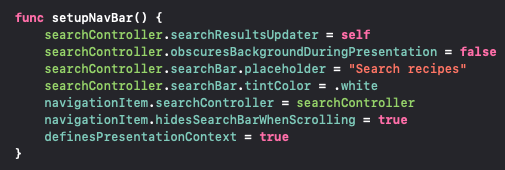 func setupNavBar() {
    searchController.searchResultsUpdater = self
    searchController.obscuresBackgroundDuringPresentation = false
    searchController.searchBar.placeholder = "Search recipes"
    searchController.searchBar.tintColor = .white
    navigationItem.searchController = searchController
    navigationItem.hidesSearchBarWhenScrolling = true
    definesPresentationContext = true
}